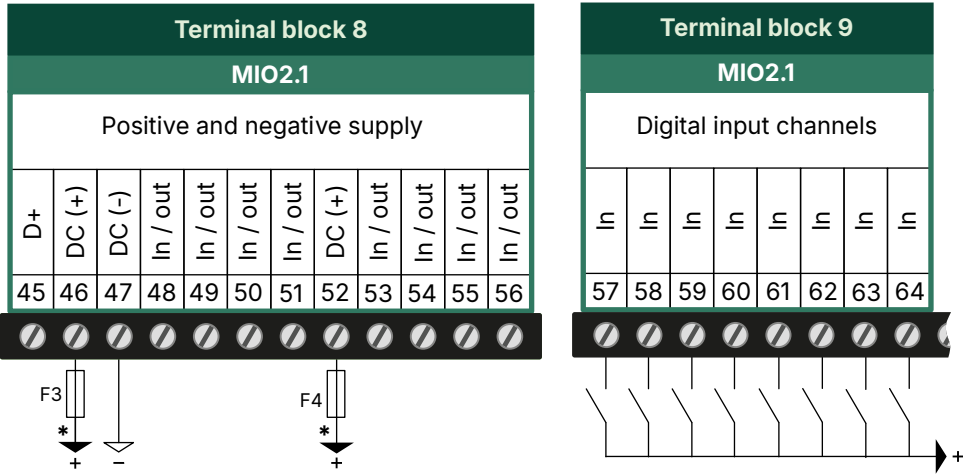 Terminal block 8
MIO2.1
Positive and negative supply
D+ DC (+) DC (-) In / out In / out In / out In / out DC (+) In / out In / out In / out In / out
45 46 47 48 49 50 51 52 53 54 55 56
F3 F4
* *
+ − +
Terminal block 9
MIO2.1
Digital input channels
In In In In In In In In
57 58 59 60 61 62 63 64
+